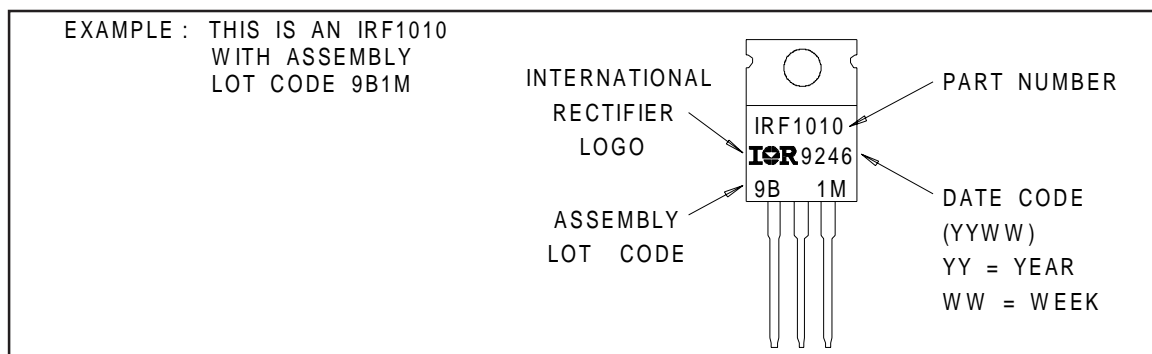 EXAMPLE : THIS IS AN IRF1010
WITH ASSEMBLY
LOT CODE 9B1M
INTERNATIONAL
RECTIFIER
LOGO
ASSEMBLY
LOT CODE
IRF1010
IOR 9246
9B 1M
PART NUMBER
DATE CODE
(YYWW)
YY = YEAR
WW = WEEK